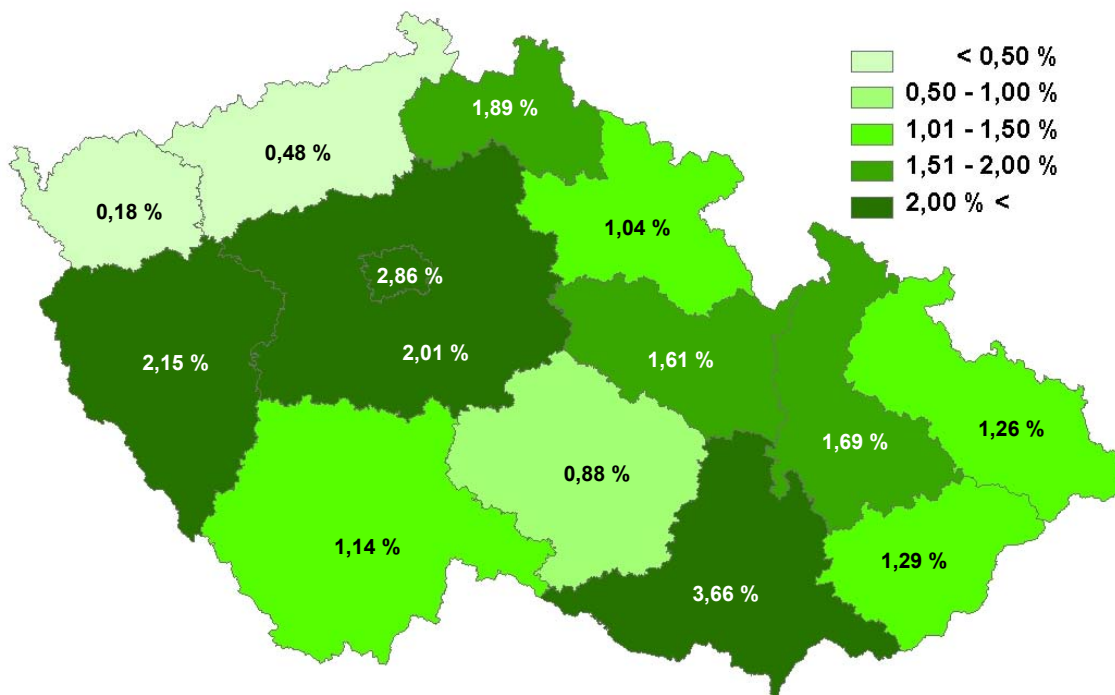 < 0,50 %
0,50 - 1,00 %
1,01 - 1,50 %
1,51 - 2,00 %
2,00 % <
1,89 %
0,48 %
0,18 %
1,04 %
2,86 %
2,01 %
2,15 %
1,61 %
1,26 %
1,69 %
0,88 %
1,14 %
1,29 %
3,66 %